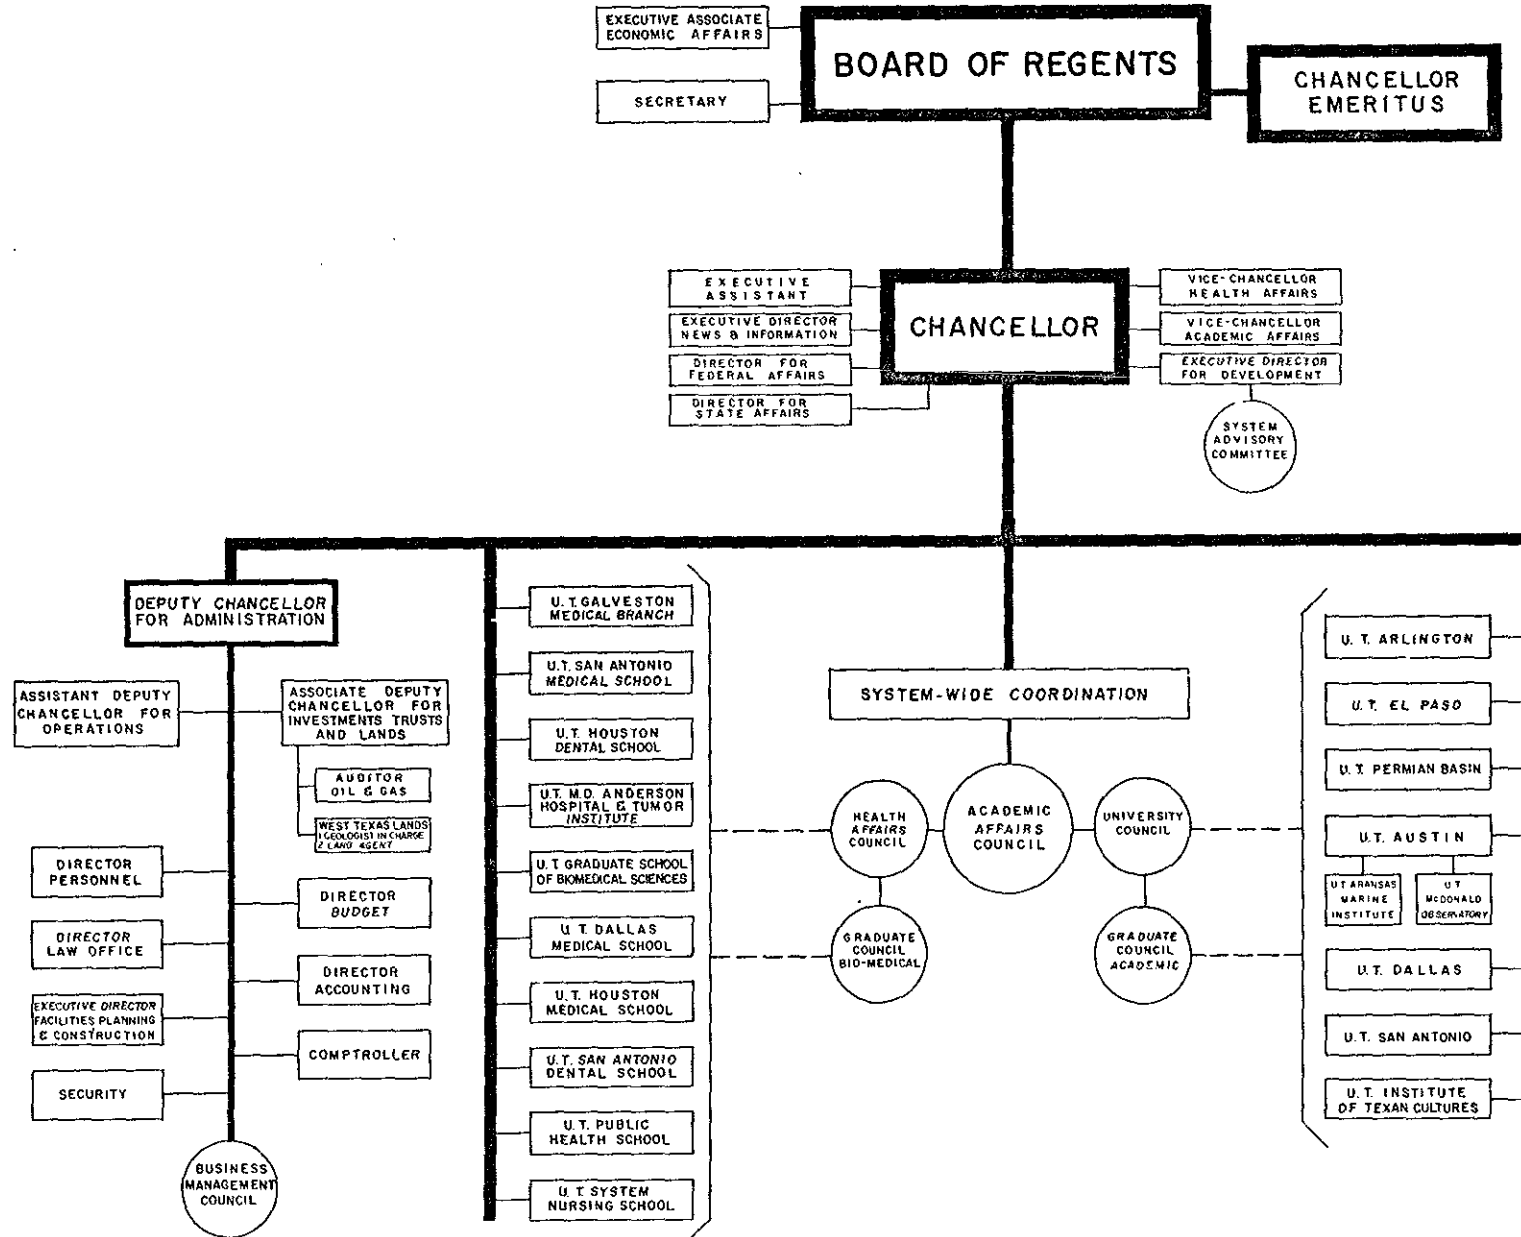 EXECUTIVE ASSOCIATE
ECONOMIC AFFAIRS
SECRETARY
BOARD OF REGENTS
CHANCELLOR
EMERITUS
EXECUTIVE
ASSISTANT
EXECUTIVE DIRECTOR
NEWS & INFORMATION
DIRECTOR FOR
FEDERAL AFFAIRS
DIRECTOR FOR
STATE AFFAIRS
CHANCELLOR
VICE-CHANCELLOR
HEALTH AFFAIRS
VICE-CHANCELLOR
ACADEMIC AFFAIRS
EXECUTIVE DIRECTOR
FOR DEVELOPMENT
SYSTEM
ADVISORY
COMMITTEE
DEPUTY CHANCELLOR
FOR ADMINISTRATION
ASSISTANT DEPUTY
CHANCELLOR FOR
OPERATIONS
ASSOCIATE DEPUTY
CHANCELLOR FOR
INVESTMENTS TRUSTS
AND LANDS
AUDITOR
OIL & GAS
WEST TEXAS LANDS
1 GEOLOGIST IN CHARGE
2 LAND AGENT
DIRECTOR
PERSONNEL
DIRECTOR
BUDGET
DIRECTOR
LAW OFFICE
DIRECTOR
ACCOUNTING
EXECUTIVE DIRECTOR
FACILITIES PLANNING
& CONSTRUCTION
COMPTROLLER
SECURITY
BUSINESS
MANAGEMENT
COUNCIL
U.T. GALVESTON
MEDICAL BRANCH
U.T. SAN ANTONIO
MEDICAL SCHOOL
U.T. HOUSTON
DENTAL SCHOOL
U.T. M.D. ANDERSON
HOSPITAL & TUMOR
INSTITUTE
U.T GRADUATE SCHOOL
OF BIOMEDICAL SCIENCES
U.T. DALLAS
MEDICAL SCHOOL
U.T. HOUSTON
MEDICAL SCHOOL
U.T. SAN ANTONIO
DENTAL SCHOOL
U.T. PUBLIC
HEALTH SCHOOL
U.T. SYSTEM
NURSING SCHOOL
SYSTEM-WIDE COORDINATION
HEALTH
AFFAIRS
COUNCIL
ACADEMIC
AFFAIRS
COUNCIL
UNIVERSITY
COUNCIL
GRADUATE
COUNCIL
BIO-MEDICAL
GRADUATE
COUNCIL
ACADEMIC
U.T. ARLINGTON
U.T. EL PASO
U.T. PERMIAN BASIN
U.T. AUSTIN
U T ARANSAS
MARINE
INSTITUTE
U T
McDONALD
OBSERVATORY
U.T. DALLAS
U.T. SAN ANTONIO
U.T. INSTITUTE
OF TEXAN CULTURES